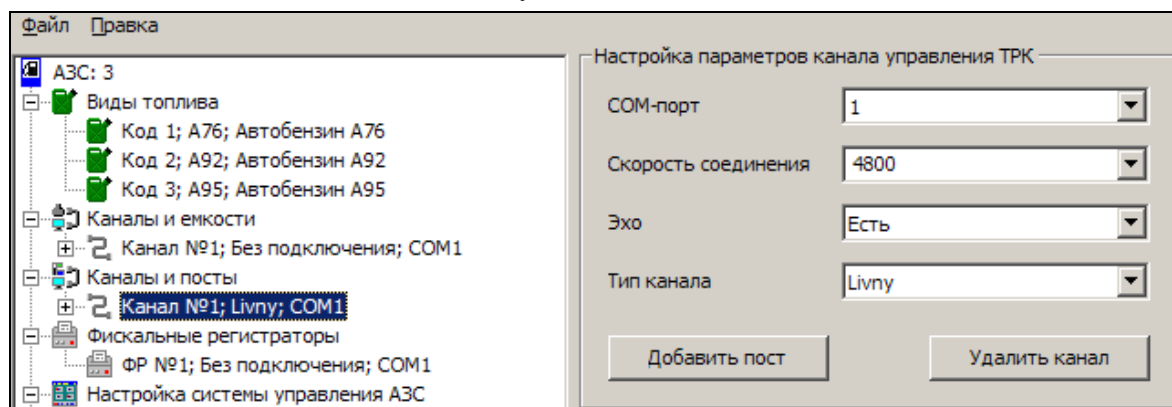 Файл Правка
АЗС: 3
Виды топлива
Код 1; А76; Автобензин А76
Код 2; А92; Автобензин А92
Код 3; А95; Автобензин А95
Каналы и емкости
Канал №1; Без подключения; COM1
Каналы и посты
Канал №1; Livny; COM1
Фискальные регистраторы
ФР №1; Без подключения; COM1
Настройка системы управления АЗС
Настройка параметров канала управления ТРК
COM-порт 1
Скорость соединения 4800
Эхо Есть
Тип канала Livny
Добавить пост Удалить канал